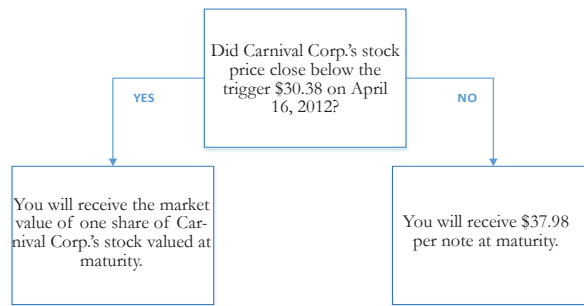 Did Carnival Corp.'s stock
price close below the
trigger $30.38 on April
16, 2012?
YES
NO
You will receive the market
value of one share of Car-
nival Corp.'s stock valued at
maturity.
You will receive $37.98
per note at maturity.